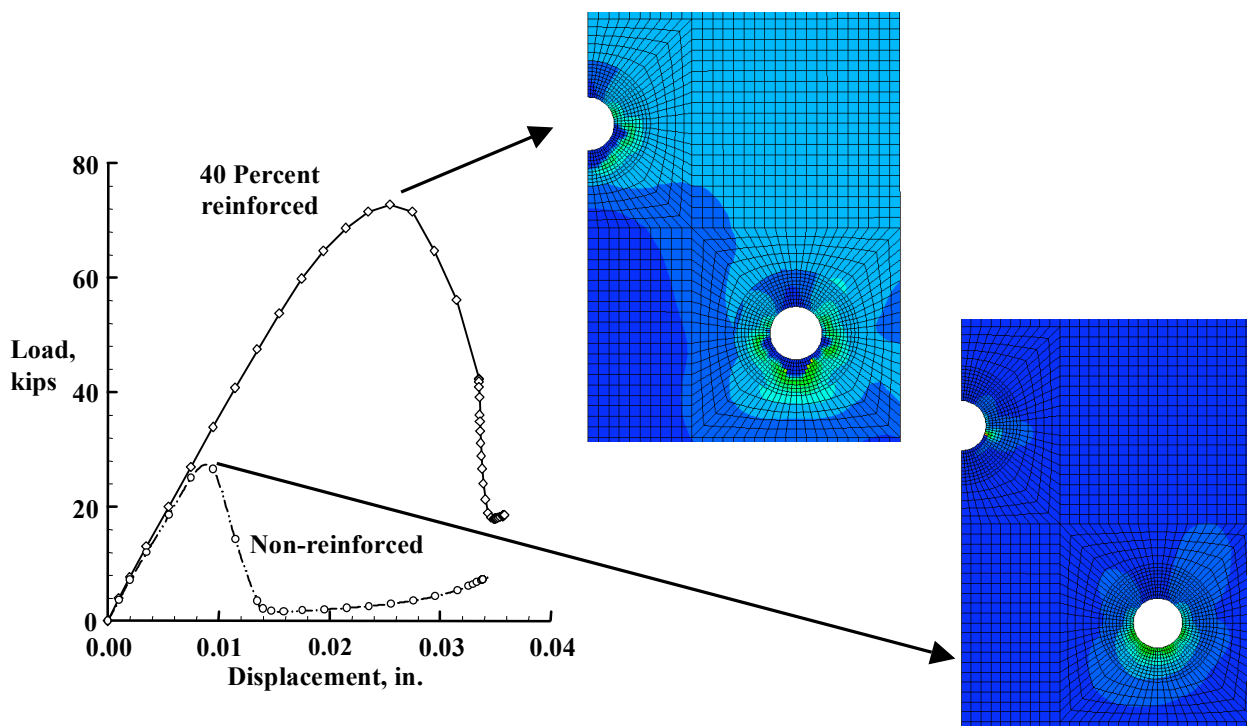 40 Percent
reinforced
Load,
kips
80
60
40
20
0
Non-reinforced
0.00 0.01 0.02 0.03 0.04
Displacement, in.